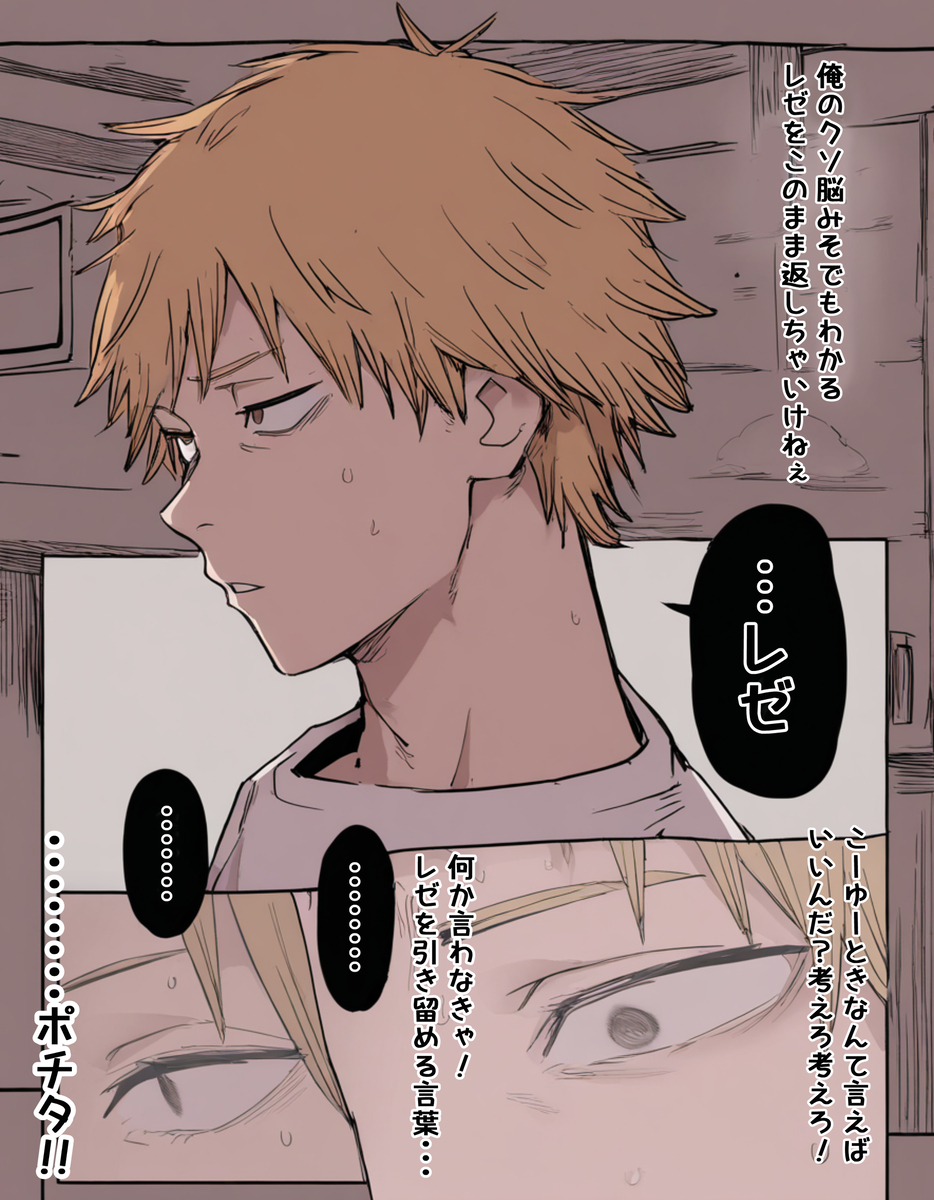 俺のクソ脳みそでもわかる
レゼをこのまま返しちゃいけねぇ
…レゼ
こーゆーときなんて言えば
いいんだ？考えろ考えろ！
何か言わなきゃ！
レゼを引き留める言葉…
………
………
…………ポチタ!!